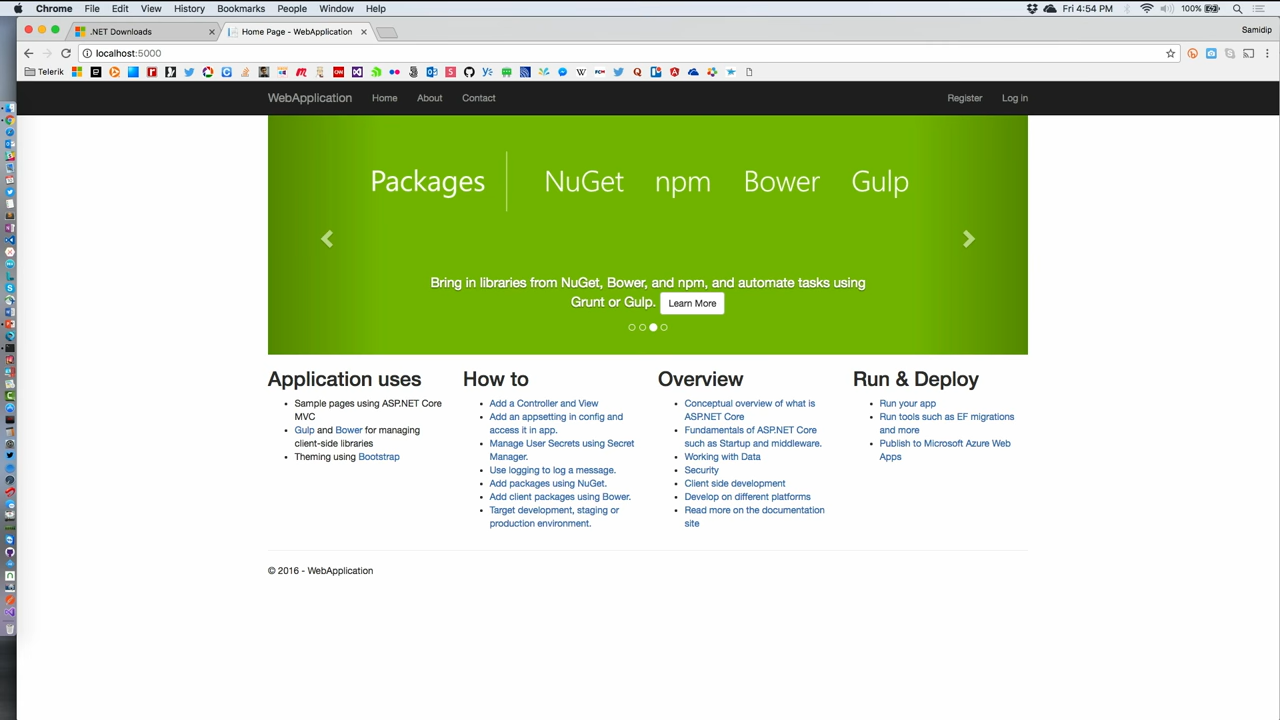 Chrome File Edit View History Bookmarks People Window Help Fri 4:54 PM 100%
.NET Downloads Home Page - WebApplication Samidip
localhost:5000
Telerik
WebApplication Home About Contact Register Log in
Packages NuGet npm Bower Gulp
Bring in libraries from NuGet, Bower, and npm, and automate tasks using
Grunt or Gulp. Learn More
Application uses
Sample pages using ASP.NET Core
MVC
Gulp and Bower for managing
client-side libraries
Theming using Bootstrap
How to
Add a Controller and View
Add an appsetting in config and
access it in app.
Manage User Secrets using Secret
Manager.
Use logging to log a message.
Add packages using NuGet.
Add client packages using Bower.
Target development, staging or
production environment.
Overview
Conceptual overview of what is
ASP.NET Core
Fundamentals of ASP.NET Core
such as Startup and middleware.
Working with Data
Security
Client side development
Develop on different platforms
Read more on the documentation
site
Run & Deploy
Run your app
Run tools such as EF migrations
and more
Publish to Microsoft Azure Web
Apps
© 2016 - WebApplication